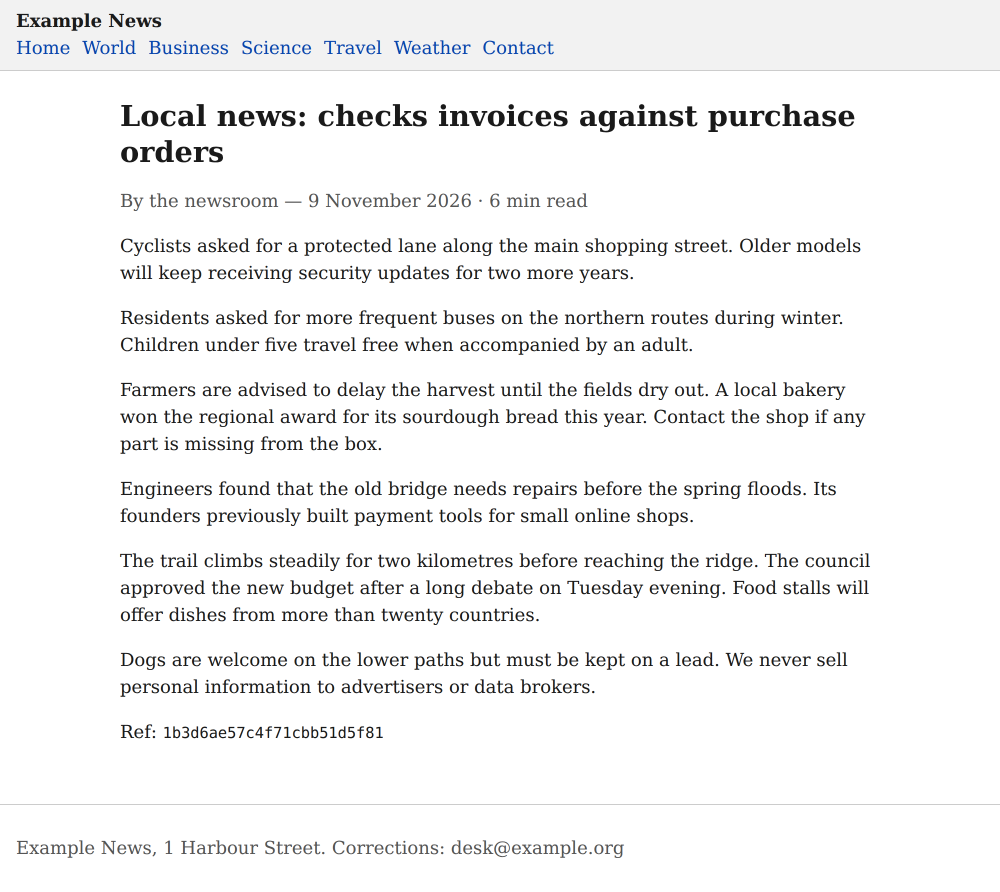 Example News
Home World Business Science Travel Weather Contact
Local news: checks invoices against purchase
orders
By the newsroom — 9 November 2026 · 6 min read
Cyclists asked for a protected lane along the main shopping street. Older models
will keep receiving security updates for two more years.
Residents asked for more frequent buses on the northern routes during winter.
Children under five travel free when accompanied by an adult.
Farmers are advised to delay the harvest until the fields dry out. A local bakery
won the regional award for its sourdough bread this year. Contact the shop if any
part is missing from the box.
Engineers found that the old bridge needs repairs before the spring floods. Its
founders previously built payment tools for small online shops.
The trail climbs steadily for two kilometres before reaching the ridge. The council
approved the new budget after a long debate on Tuesday evening. Food stalls will
offer dishes from more than twenty countries.
Dogs are welcome on the lower paths but must be kept on a lead. We never sell
personal information to advertisers or data brokers.
Ref: 1b3d6ae57c4f71cbb51d5f81
Example News, 1 Harbour Street. Corrections: desk@example.org